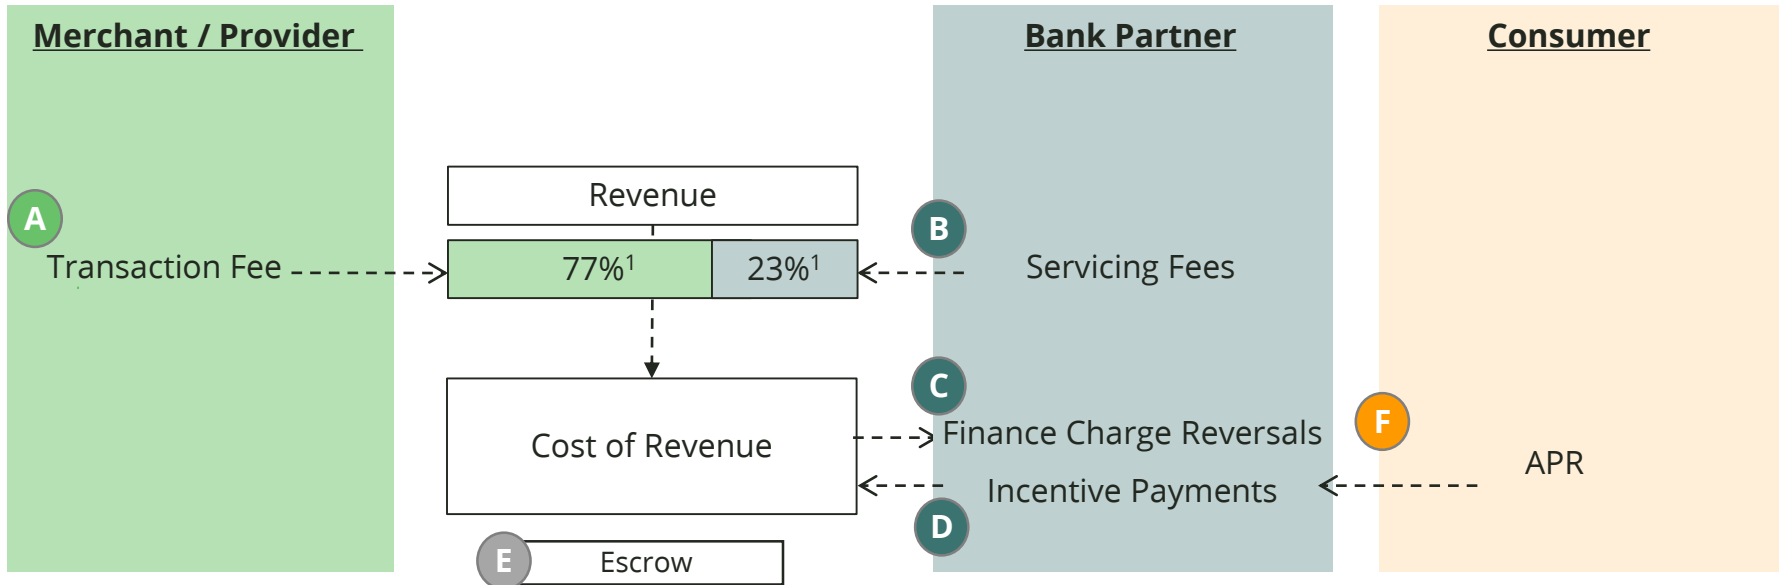 Merchant / Provider
Bank Partner
Consumer
Revenue
A
B
Transaction Fee
77%¹
23%¹
Servicing Fees
C
Finance Charge Reversals
F
Cost of Revenue
APR
Incentive Payments
D
E
Escrow